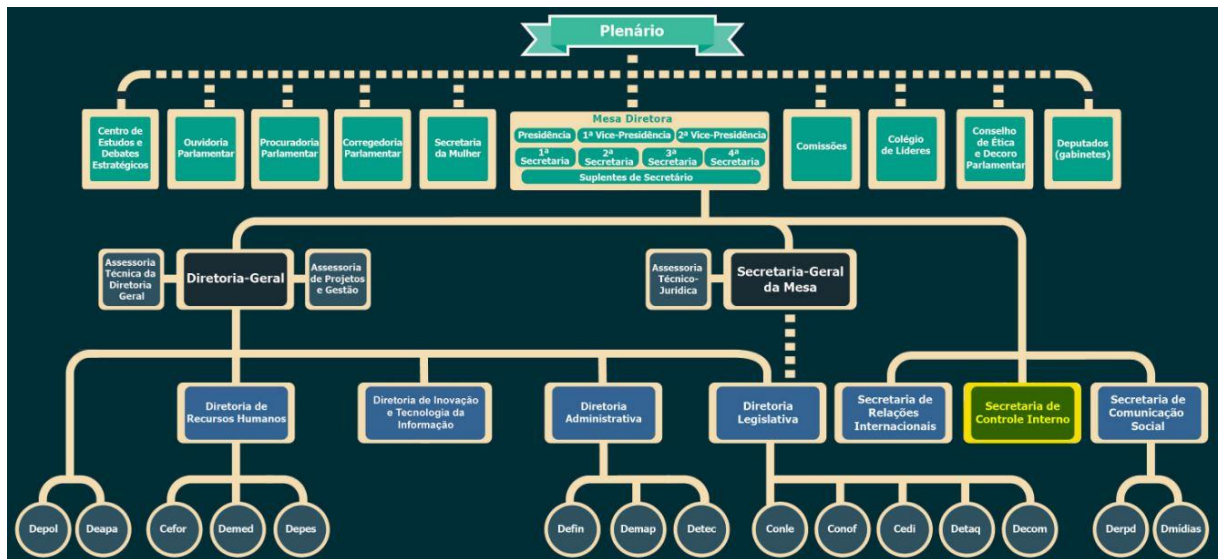 Plenário
Centro de
Estudos e
Debates
Estratégicos
Ouvidoria
Parlamentar
Procuradoria
Parlamentar
Corregedoria
Parlamentar
Secretaria
da Mulher
Mesa Diretora
Presidência
1ª Vice-Presidência
2ª Vice-Presidência
1ª
Secretaria
2ª
Secretaria
3ª
Secretaria
4ª
Secretaria
Suplentes de Secretário
Comissões
Colégio
de Líderes
Conselho
de Ética
e Decoro
Parlamentar
Deputados
(gabinetes)
Assessoria
Técnica da
Diretoria
Geral
Diretoria-Geral
Assessoria
de Projetos
e Gestão
Assessoria
Técnico-
Jurídica
Secretaria-Geral
da Mesa
Diretoria de
Recursos Humanos
Diretoria de Inovação
e Tecnologia da
Informação
Diretoria
Administrativa
Diretoria
Legislativa
Secretaria de
Relações
Internacionais
Secretaria de
Controle Interno
Secretaria de
Comunicação
Social
Depol
Deapa
Cefor
Demed
Depes
Defin
Demap
Detec
Conle
Conof
Cedi
Detaq
Decom
Derpd
Dmídias